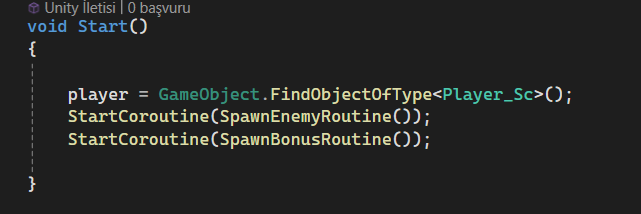 Unity İletisi | 0 başvuru
void Start()
{
player = GameObject.FindObjectOfType<Player_Sc>();
StartCoroutine(SpawnEnemyRoutine());
StartCoroutine(SpawnBonusRoutine());
}